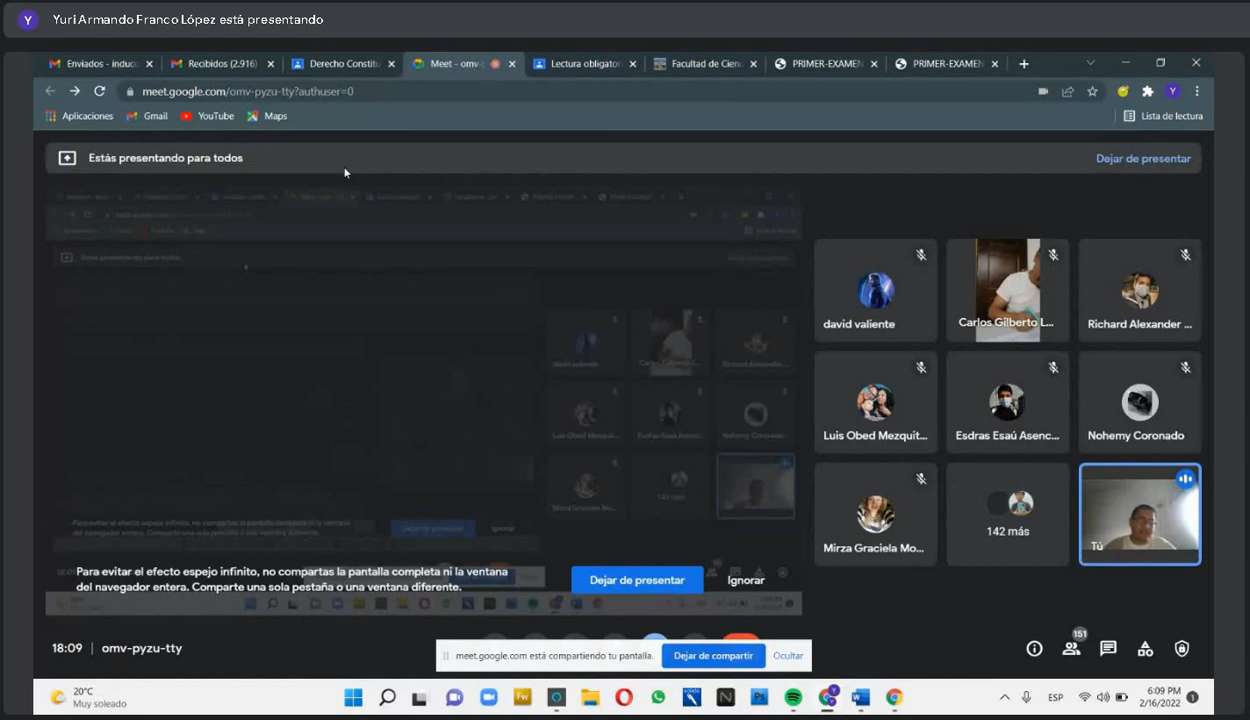 Y Yuri Armando Franco López está presentando
Enviados - induc Recibidos (2.916) Derecho Constitu Meet - omv- Lectura obligator Facultad de Cien PRIMER-EXAMEN PRIMER-EXAMEN
meet.google.com/omv-pyzu-tty?authuser=0 Y
Aplicaciones Gmail YouTube Maps Lista de lectura
Estás presentando para todos Dejar de presentar
david valiente Carlos Gilberto L... Richard Alexander ...
Luis Obed Mezquit... Esdras Esaú Asenc... Nohemy Coronado
Mirza Graciela Mo... 142 más Tú
Para evitar el efecto espejo infinito, no compartas la pantalla completa ni la ventana
del navegador entera. Comparte una sola pestaña o una ventana diferente.
Dejar de presentar Ignorar
18:09 | omv-pyzu-tty 151
meet.google.com está compartiendo tu pantalla. Dejar de compartir Ocultar
20°C
Muy soleado
Fw N Ps Y W
ESP
6:09 PM
2/16/2022 1